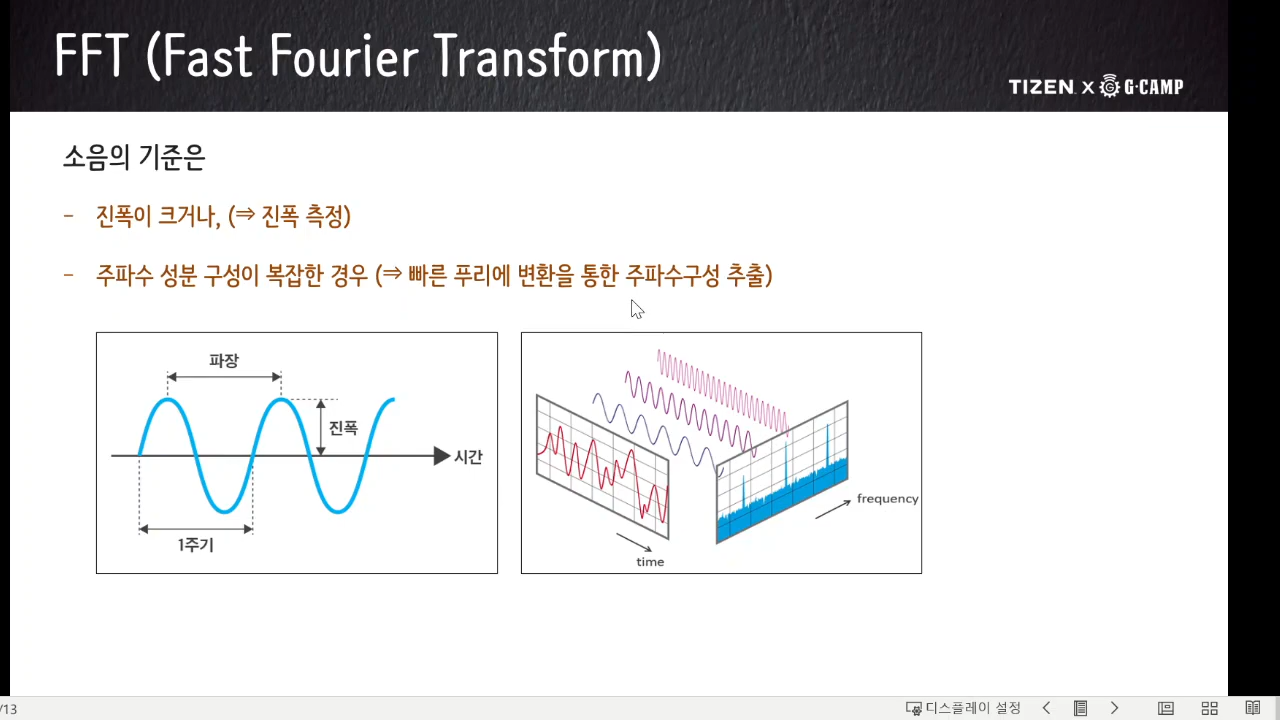 FFT (Fast Fourier Transform)
TIZEN X G·CAMP
소음의 기준은
- 진폭이 크거나, (⇒ 진폭 측정)
- 주파수 성분 구성이 복잡한 경우 (⇒ 빠른 푸리에 변환을 통한 주파수구성 추출)
파장
진폭
시간
1주기
frequency
time
/13
디스플레이 설정